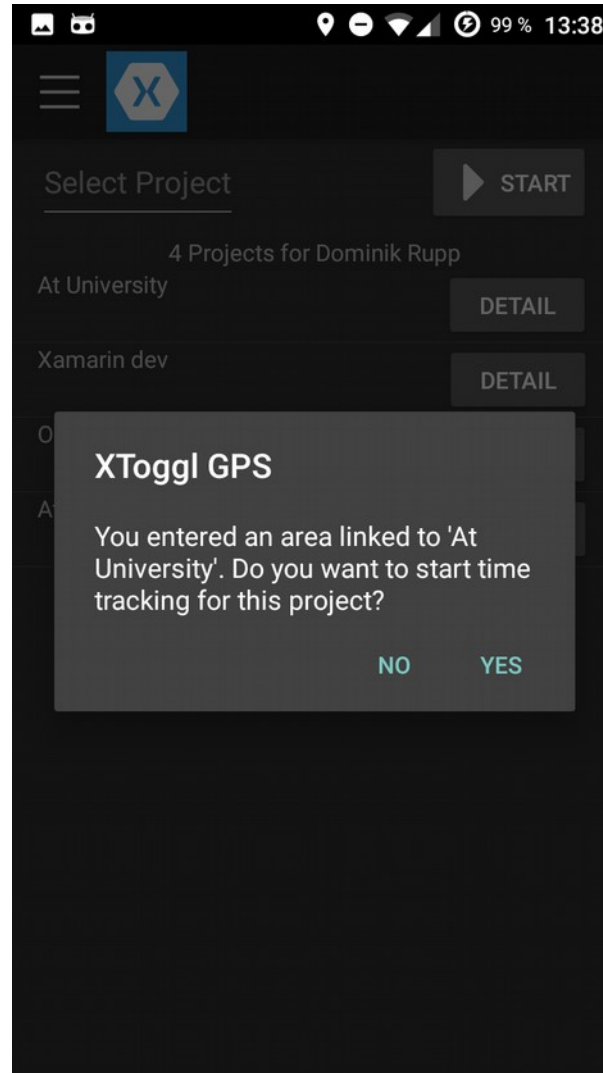 99 % 13:38
Select Project
START
4 Projects for Dominik Rupp
At University
DETAIL
Xamarin dev
DETAIL
XToggl GPS
You entered an area linked to 'At
University'. Do you want to start time
tracking for this project?
NO YES